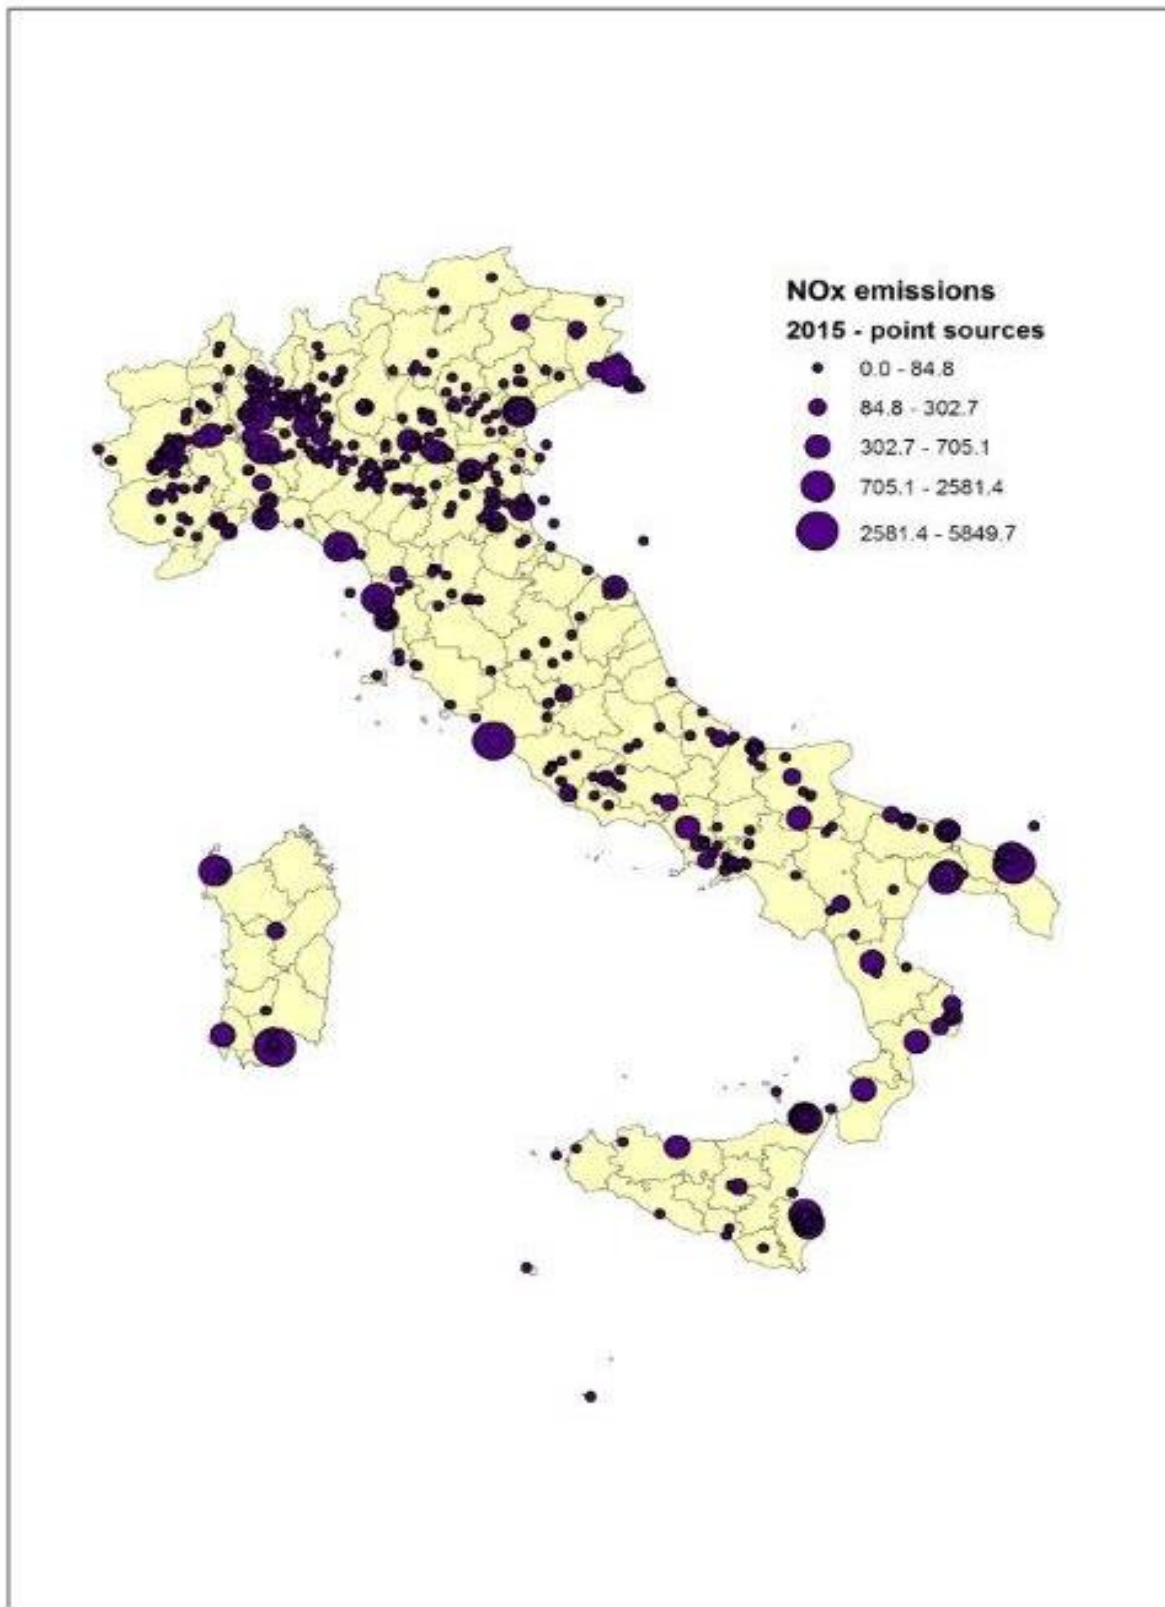 NOx emissions
2015 - point sources
0.0 - 84.8
84.8 - 302.7
302.7 - 705.1
705.1 - 2581.4
2581.4 - 5849.7